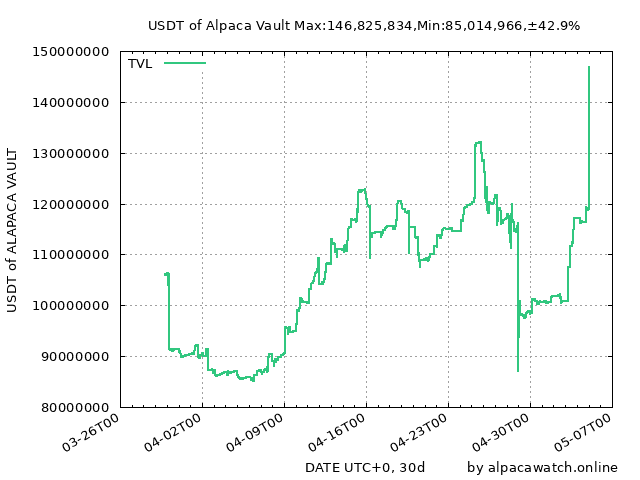 USDT of Alpaca Vault Max:146,825,834,Min:85,014,966,±42.9%
TVL
USDT of ALAPACA VAULT
150000000
140000000
130000000
120000000
110000000
100000000
90000000
80000000
03-26T00
04-02T00
04-09T00
04-16T00
04-23T00
04-30T00
05-07T00
DATE UTC+0, 30d
by alpacawatch.online